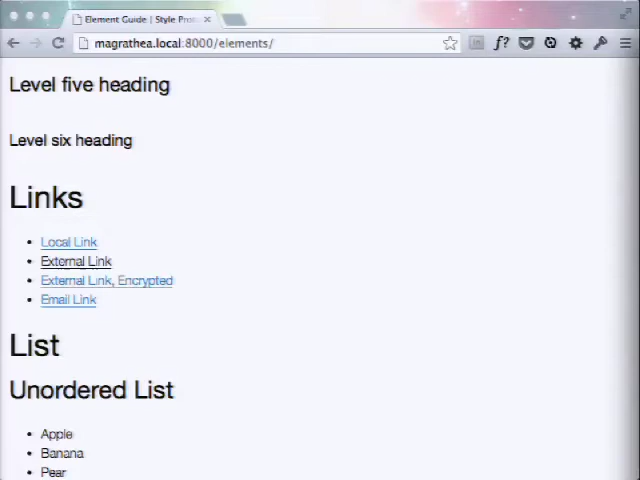 Element Guide | Style Pro
magrathea.local:8000/elements/
f?
Level five heading
Level six heading
Links
Local Link
External Link
External Link, Encrypted
Email Link
List
Unordered List
Apple
Banana
Pear